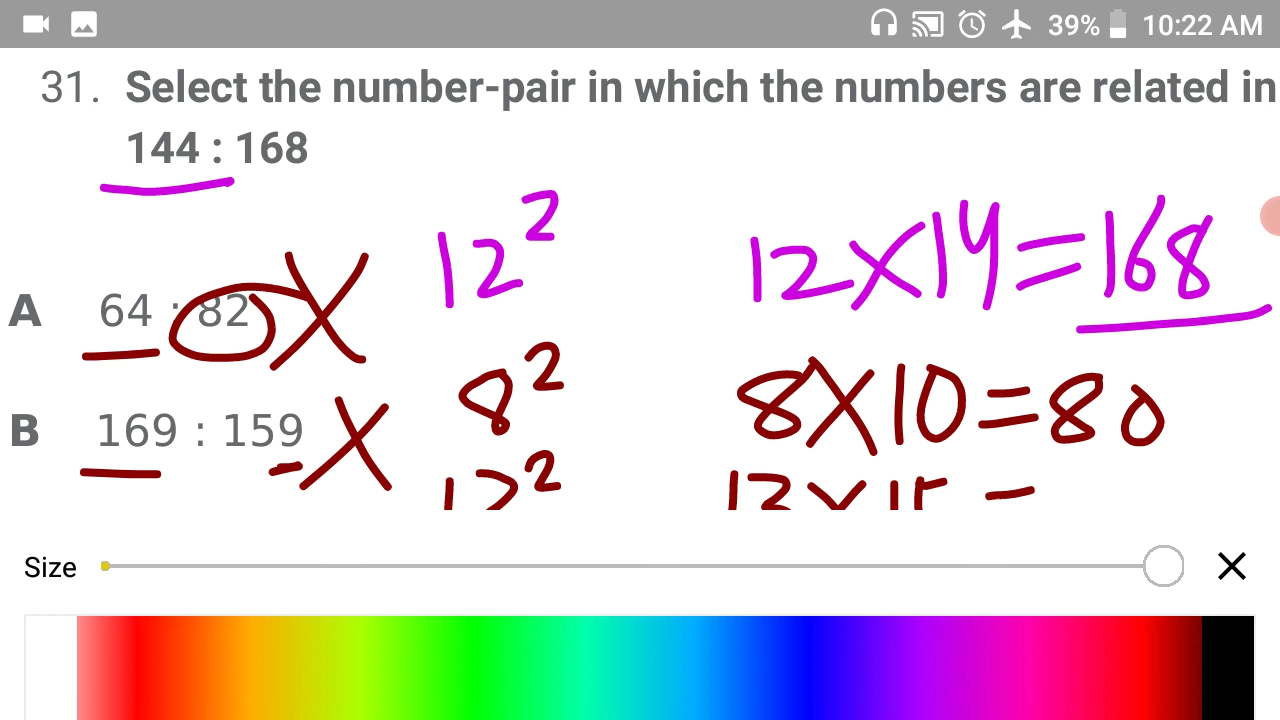 39% 10:22 AM
31. Select the number-pair in which the numbers are related in
144 : 168
12² 12×14=168
A 64 : 82 X
8² 8×10=80
B 169 : 159 X
Size